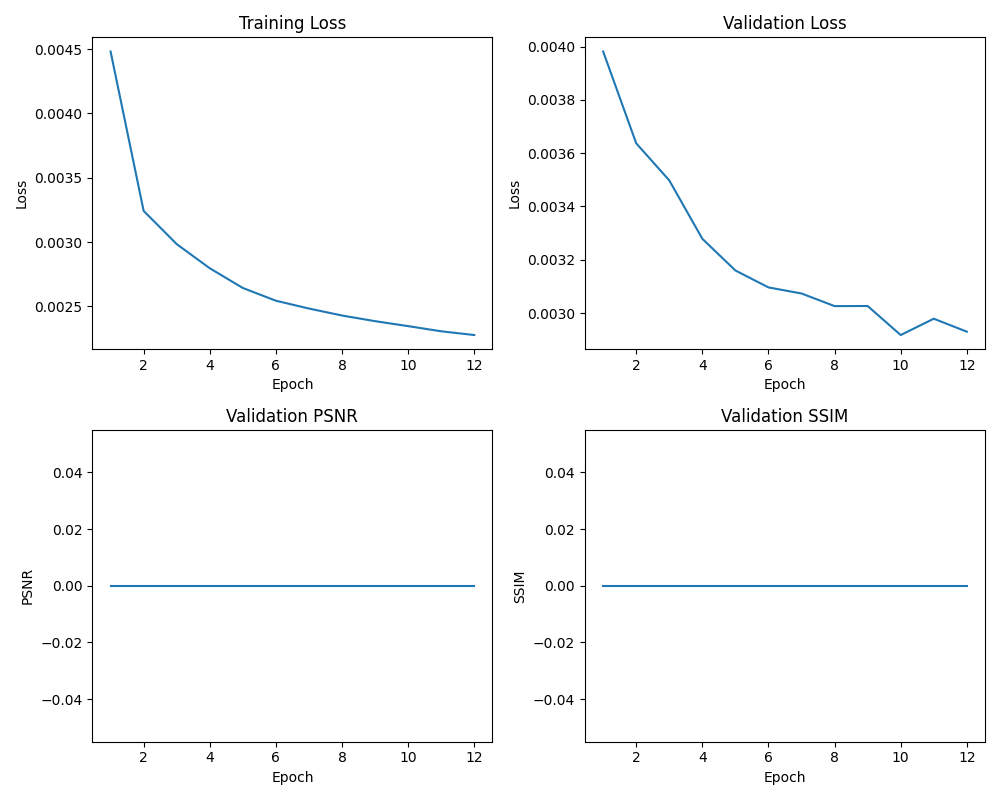 Training Loss
Validation Loss
0.0045
0.0040
0.0035
0.0030
0.0025
Loss
2 4 6 8 10 12
Epoch
0.0040
0.0038
0.0036
0.0034
0.0032
0.0030
Loss
2 4 6 8 10 12
Epoch
Validation PSNR
Validation SSIM
0.04
0.02
0.00
−0.02
−0.04
PSNR
2 4 6 8 10 12
Epoch
0.04
0.02
0.00
−0.02
−0.04
SSIM
2 4 6 8 10 12
Epoch